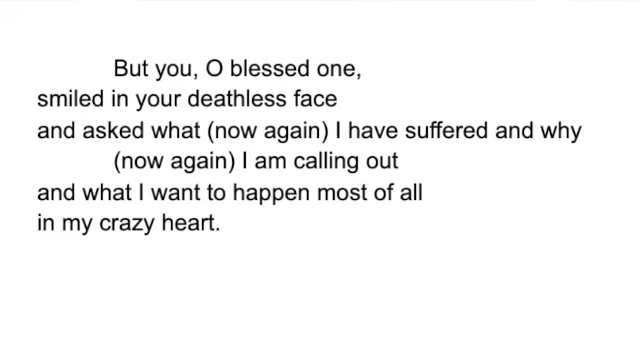 But you, O blessed one,
smiled in your deathless face
and asked what (now again) I have suffered and why
(now again) I am calling out
and what I want to happen most of all
in my crazy heart.